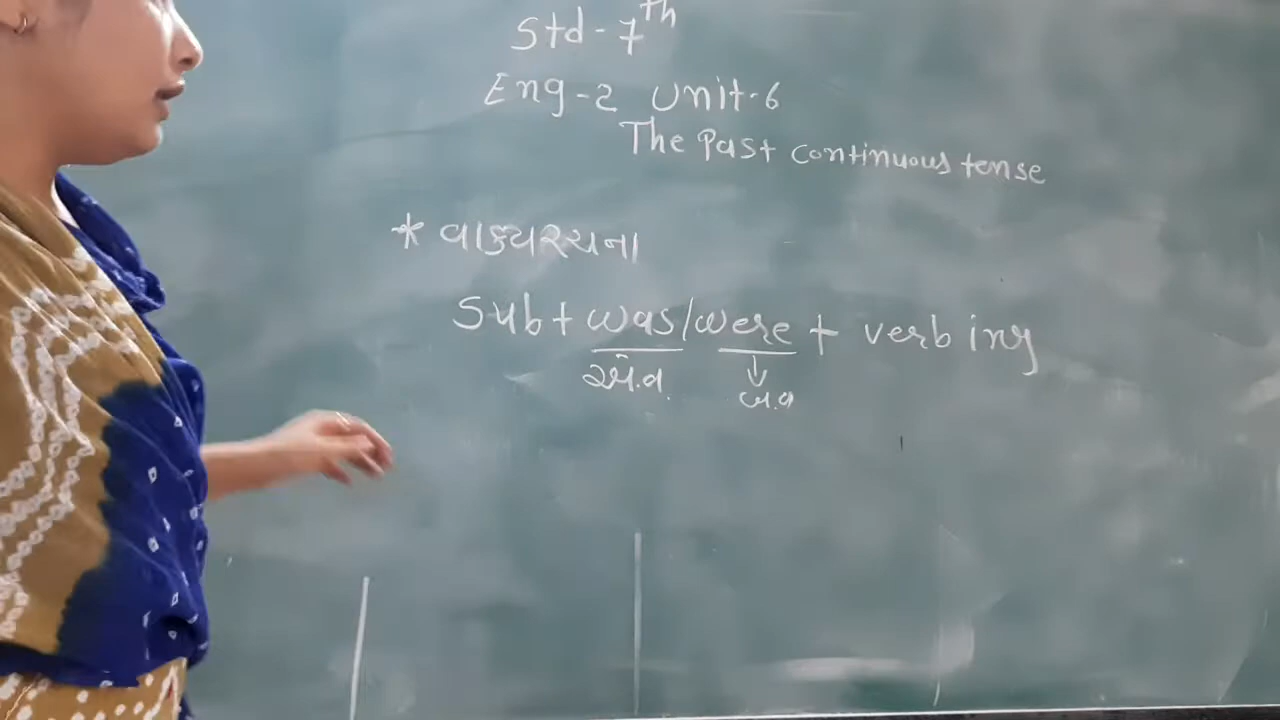 Std-7th
Eng-2 Unit-6
The Past continuous tense
* વાક્યરચના
Sub + was/were + verb ing
એ.વ. બ.વ